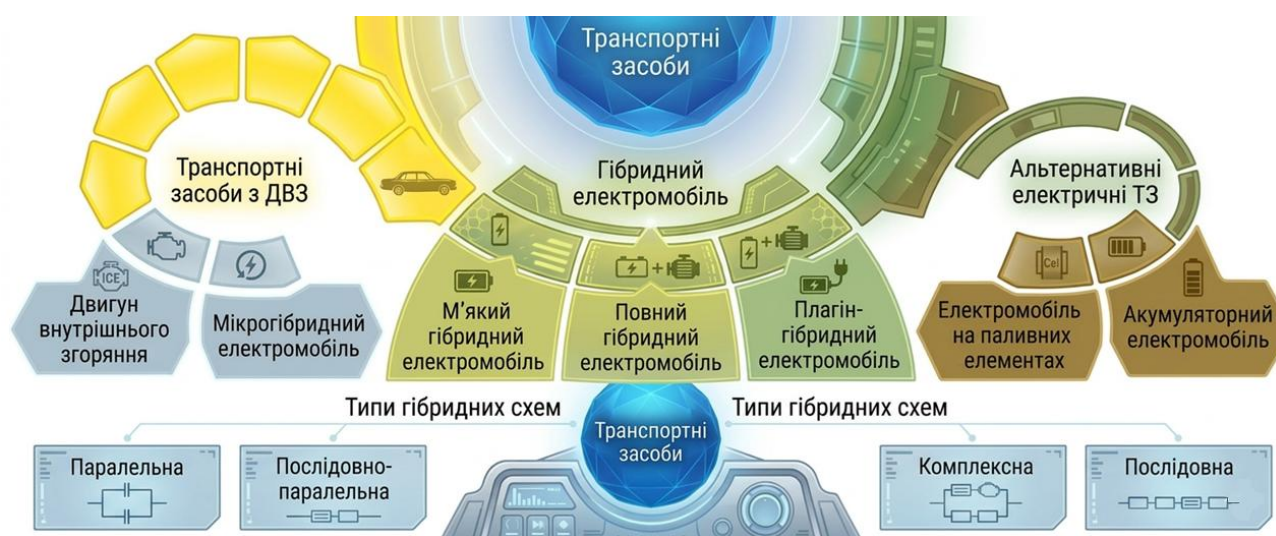 Транспортні
засоби
Транспортні
засоби з ДВЗ
Гібридний
електромобіль
Альтернативні
електричні ТЗ
ICE
Двигун
внутрішнього
згоряння
Мікрогібридний
електромобіль
М'який
гібридний
електромобіль
Повний
гібридний
електромобіль
Плагін-
гібридний
електромобіль
Cel
Електромобіль
на паливних
елементах
Акумуляторний
електромобіль
Типи гібридних схем
Транспортні
засоби
Типи гібридних схем
Паралельна
Послідовно-
паралельна
Комплексна
Послідовна